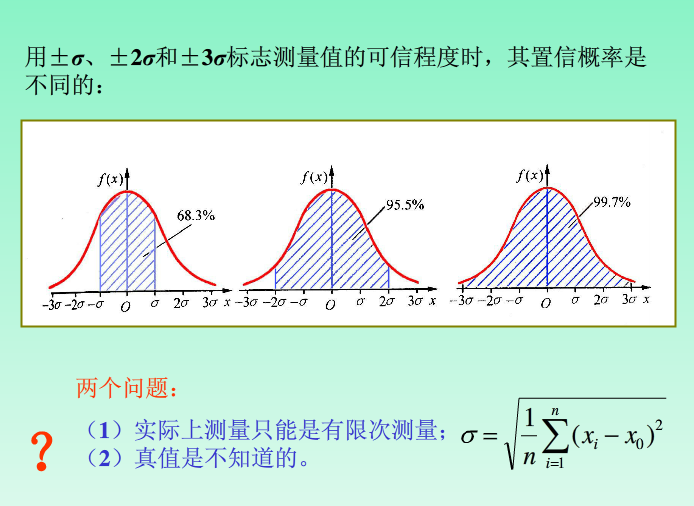 用±σ、±2σ和±3σ标志测量值的可信程度时，其置信概率是
不同的：
f(x) f(x) f(x)
68.3% 95.5% 99.7%
-3σ -2σ -σ O σ 2σ 3σ x -3σ -2σ -σ O σ 2σ 3σ x -3σ -2σ -σ O σ 2σ 3σ x
两个问题：
？
（1）实际上测量只能是有限次测量；
（2）真值是不知道的。
σ = √(1/n ∑_{i=1}^{n} (x_i − x_0)^2)